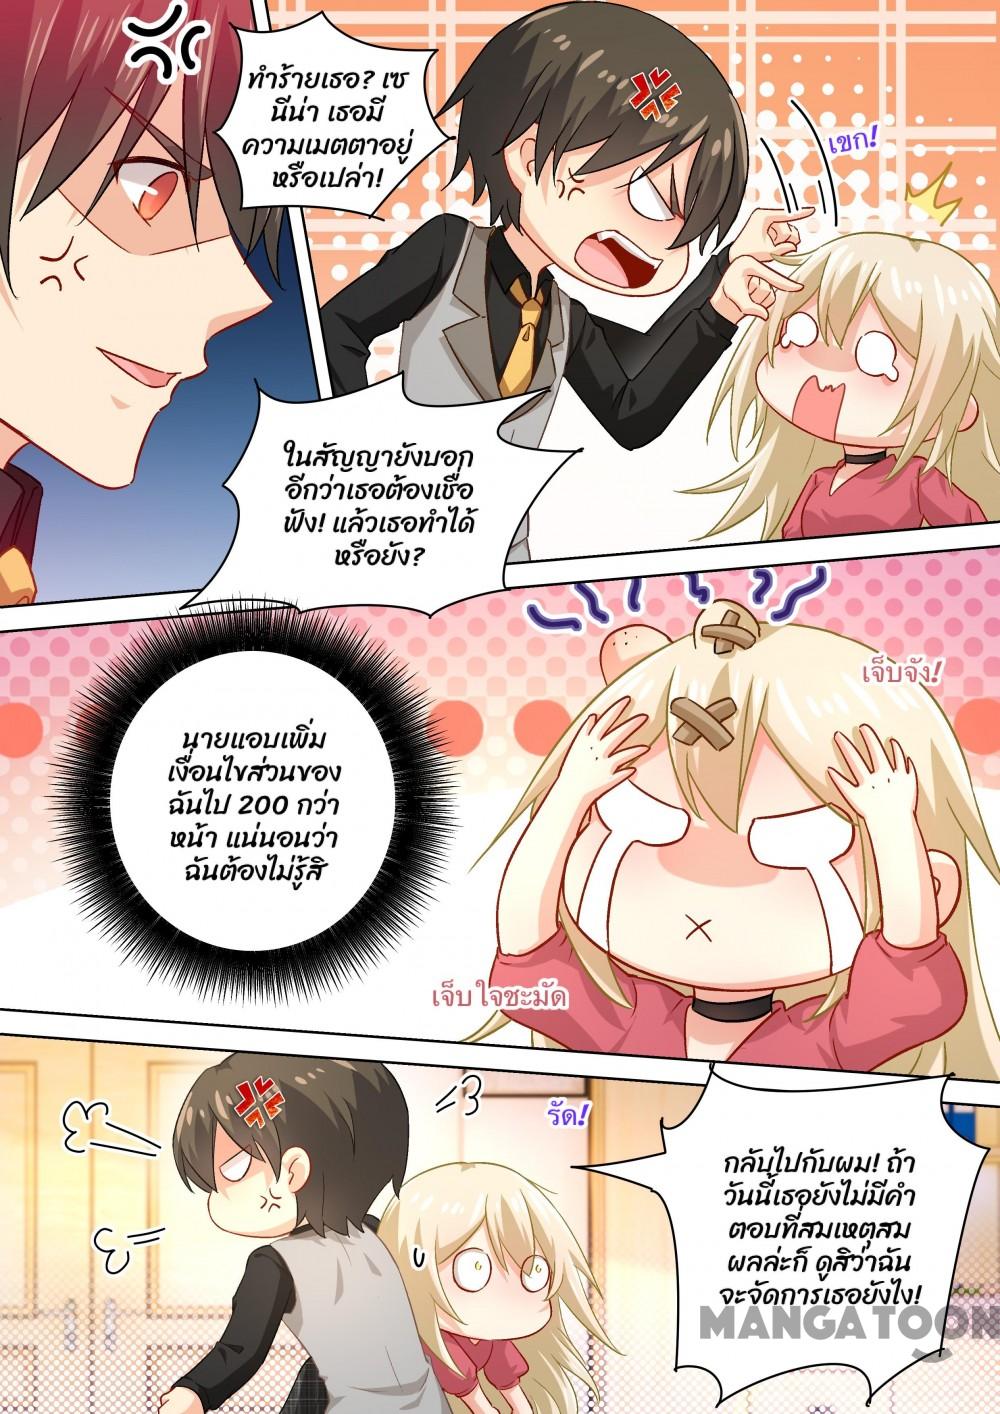 ทำร้ายเธอ? เซ
นีน่า เธอมี
ความเมตตาอยู่
หรือเปล่า!
เขก!
ในสัญญายังบอก
อีกว่าเธอต้องเชื่อ
ฟัง! แล้วเธอทำได้
หรือยัง?
เจ็บจัง!
นายแอบเพิ่ม
เงื่อนไขส่วนของ
ฉันไป 200 กว่า
หน้า แน่นอนว่า
ฉันต้องไม่รู้สิ
เจ็บใจชะมัด
รัด!
กลับไปกับผม! ถ้า
วันนี้เธอยังไม่มีคำ
ตอบที่สมเหตุสม
ผลล่ะก็ ดูสิว่าฉัน
จะจัดการเธอยังไง!
MANGATOON